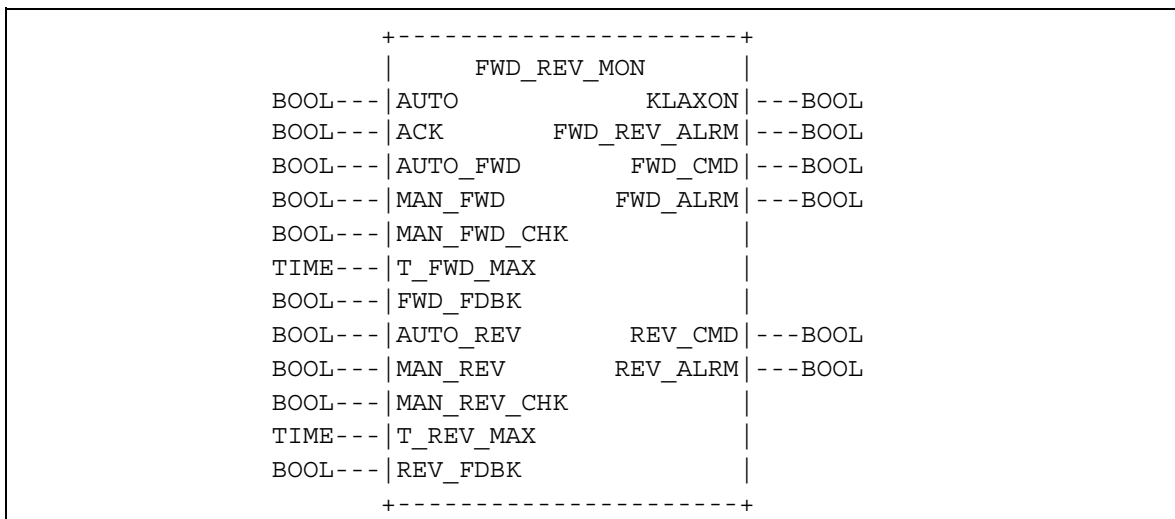 +----------------------+
| FWD_REV_MON |
BOOL---|AUTO KLAXON|---BOOL
BOOL---|ACK FWD_REV_ALRM|---BOOL
BOOL---|AUTO_FWD FWD_CMD|---BOOL
BOOL---|MAN_FWD FWD_ALRM|---BOOL
BOOL---|MAN_FWD_CHK |
TIME---|T_FWD_MAX |
BOOL---|FWD_FDBK |
BOOL---|AUTO_REV REV_CMD|---BOOL
BOOL---|MAN_REV REV_ALRM|---BOOL
BOOL---|MAN_REV_CHK |
TIME---|T_REV_MAX |
BOOL---|REV_FDBK |
+----------------------+